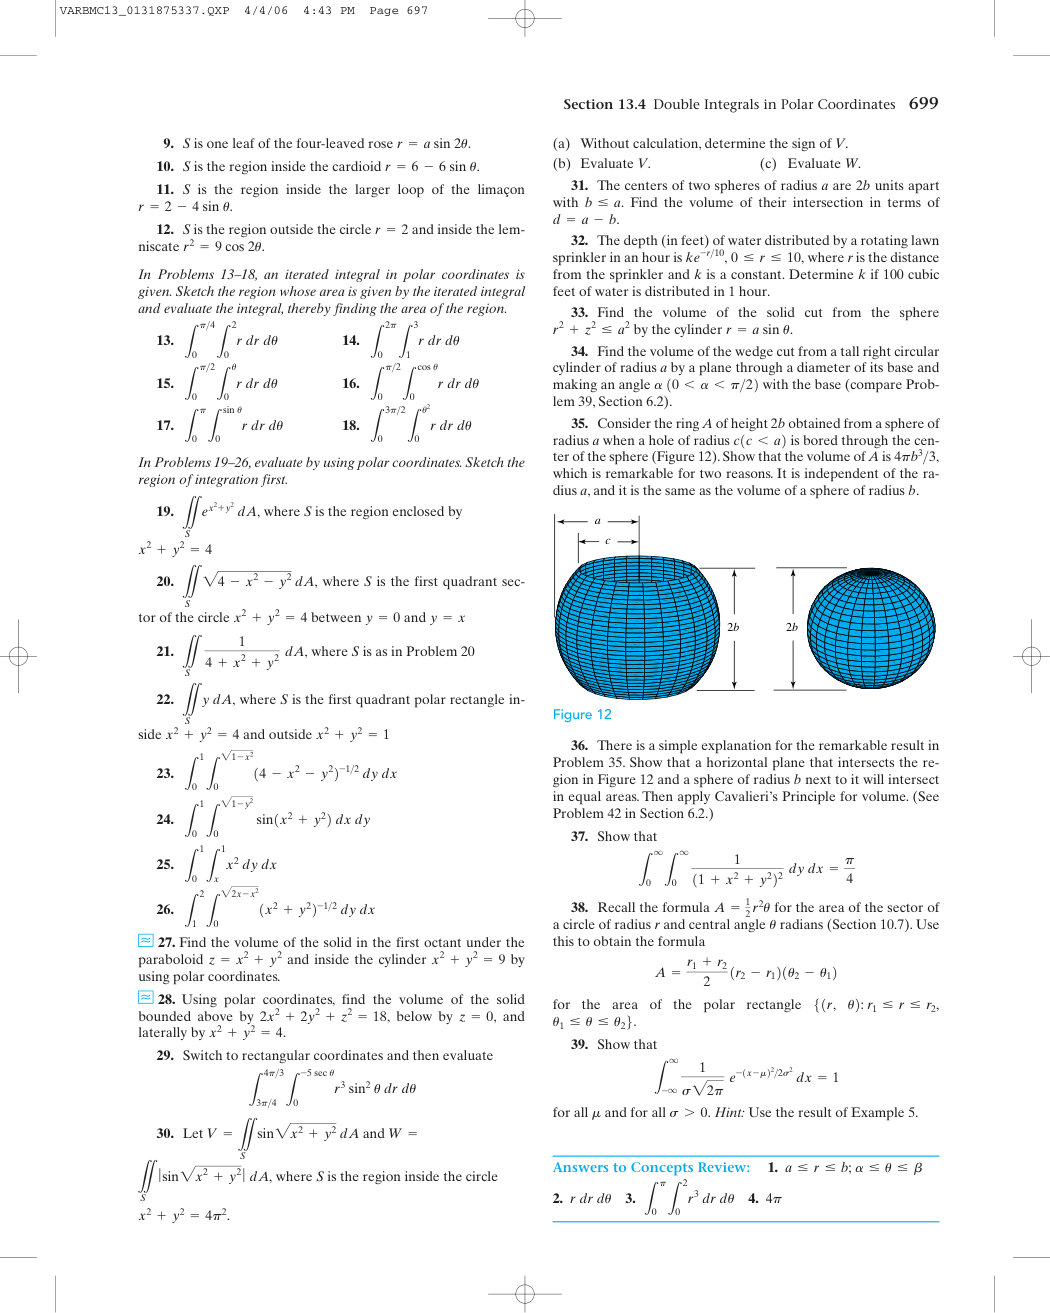 VARBMC13_0131875337.QXP 4/4/06 4:43 PM Page 697
Section 13.4 Double Integrals in Polar Coordinates 699
9. S is one leaf of the four-leaved rose r = a sin 2θ.
10. S is the region inside the cardioid r = 6 − 6 sin θ.
11. S is the region inside the larger loop of the limaçon
r = 2 − 4 sin θ.
12. S is the region outside the circle r = 2 and inside the lem-
niscate r² = 9 cos 2θ.
In Problems 13–18, an iterated integral in polar coordinates is
given. Sketch the region whose area is given by the iterated integral
and evaluate the integral, thereby finding the area of the region.
13. ∫_0^{π/4} ∫_0^2 r dr dθ 14. ∫_0^{2π} ∫_1^3 r dr dθ
15. ∫_0^{π/2} ∫_0^θ r dr dθ 16. ∫_0^{π/2} ∫_0^{cos θ} r dr dθ
17. ∫_0^π ∫_0^{sin θ} r dr dθ 18. ∫_0^{3π/2} ∫_0^{θ²} r dr dθ
In Problems 19–26, evaluate by using polar coordinates. Sketch the
region of integration first.
19. ∬_S e^{x²+y²} dA, where S is the region enclosed by
x² + y² = 4
20. ∬_S √(4 − x² − y²) dA, where S is the first quadrant sec-
tor of the circle x² + y² = 4 between y = 0 and y = x
21. ∬_S 1/(4 + x² + y²) dA, where S is as in Problem 20
22. ∬_S y dA, where S is the first quadrant polar rectangle in-
side x² + y² = 4 and outside x² + y² = 1
23. ∫_0^1 ∫_0^{√(1−x²)} (4 − x² − y²)^{−1/2} dy dx
24. ∫_0^1 ∫_0^{√(1−y²)} sin(x² + y²) dx dy
25. ∫_0^1 ∫_x^1 x² dy dx
26. ∫_1^2 ∫_0^{√(2x−x²)} (x² + y²)^{−1/2} dy dx
≈ 27. Find the volume of the solid in the first octant under the
paraboloid z = x² + y² and inside the cylinder x² + y² = 9 by
using polar coordinates.
≈ 28. Using polar coordinates, find the volume of the solid
bounded above by 2x² + 2y² + z² = 18, below by z = 0, and
laterally by x² + y² = 4.
29. Switch to rectangular coordinates and then evaluate
∫_{3π/4}^{4π/3} ∫_0^{−5 sec θ} r³ sin² θ dr dθ
30. Let V = ∬_S sin √(x² + y²) dA and W =
∬_S |sin √(x² + y²)| dA, where S is the region inside the circle
x² + y² = 4π².
(a) Without calculation, determine the sign of V.
(b) Evaluate V. (c) Evaluate W.
31. The centers of two spheres of radius a are 2b units apart
with b ≤ a. Find the volume of their intersection in terms of
d = a − b.
32. The depth (in feet) of water distributed by a rotating lawn
sprinkler in an hour is ke^{−r/10}, 0 ≤ r ≤ 10, where r is the distance
from the sprinkler and k is a constant. Determine k if 100 cubic
feet of water is distributed in 1 hour.
33. Find the volume of the solid cut from the sphere
r² + z² ≤ a² by the cylinder r = a sin θ.
34. Find the volume of the wedge cut from a tall right circular
cylinder of radius a by a plane through a diameter of its base and
making an angle α (0 < α < π/2) with the base (compare Prob-
lem 39, Section 6.2).
35. Consider the ring A of height 2b obtained from a sphere of
radius a when a hole of radius c(c < a) is bored through the cen-
ter of the sphere (Figure 12). Show that the volume of A is 4πb³/3,
which is remarkable for two reasons. It is independent of the ra-
dius a, and it is the same as the volume of a sphere of radius b.
a
c
2b 2b
Figure 12
36. There is a simple explanation for the remarkable result in
Problem 35. Show that a horizontal plane that intersects the re-
gion in Figure 12 and a sphere of radius b next to it will intersect
in equal areas. Then apply Cavalieri's Principle for volume. (See
Problem 42 in Section 6.2.)
37. Show that
∫_0^∞ ∫_0^∞ 1/(1 + x² + y²)² dy dx = π/4
38. Recall the formula A = ½r²θ for the area of the sector of
a circle of radius r and central angle θ radians (Section 10.7). Use
this to obtain the formula
A = (r₁ + r₂)/2 (r₂ − r₁)(θ₂ − θ₁)
for the area of the polar rectangle {(r, θ): r₁ ≤ r ≤ r₂,
θ₁ ≤ θ ≤ θ₂}.
39. Show that
∫_{−∞}^∞ 1/(σ√(2π)) e^{−(x−μ)²/2σ²} dx = 1
for all μ and for all σ > 0. Hint: Use the result of Example 5.
Answers to Concepts Review: 1. a ≤ r ≤ b; α ≤ θ ≤ β
2. r dr dθ 3. ∫_0^π ∫_0^2 r³ dr dθ 4. 4π